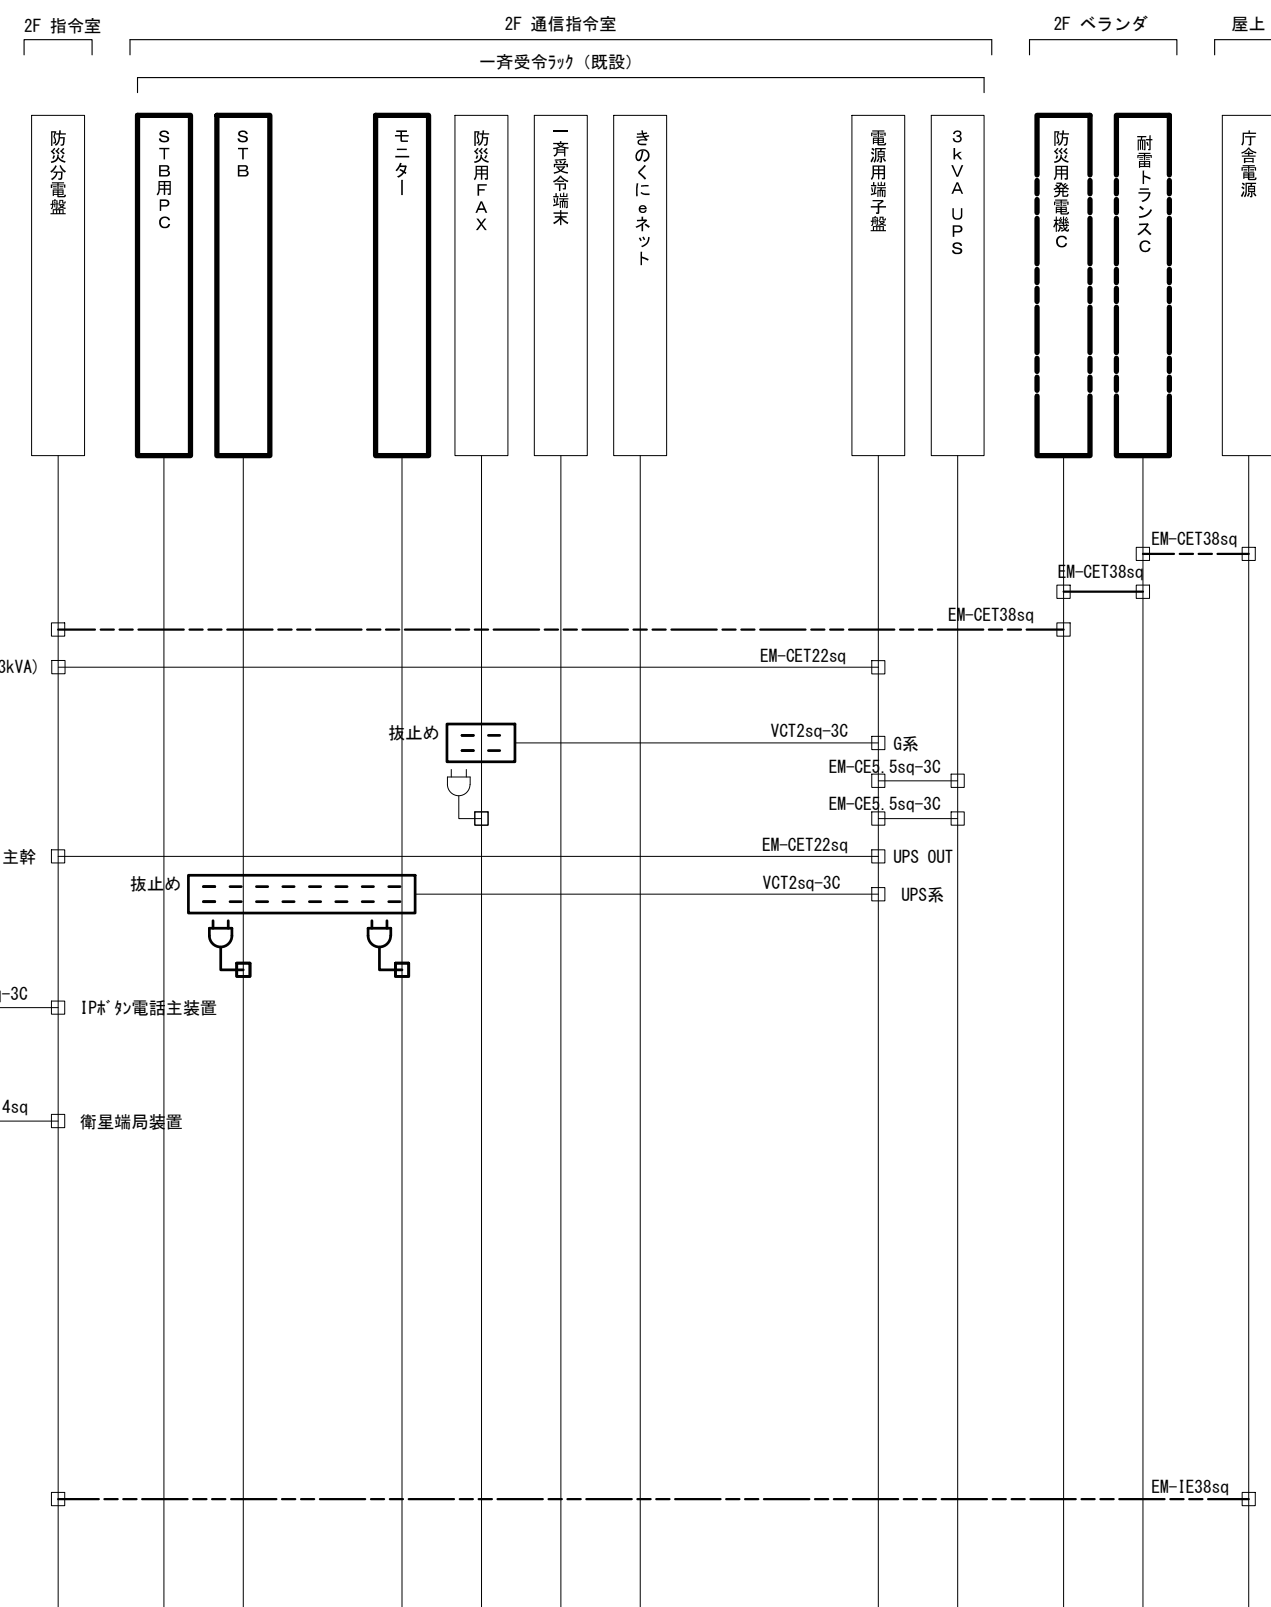 2F 指令室
2F 通信指令室
2F ベランダ
屋上
一斉受令ﾗｯｸ（既設）
防災分電盤
STB用PC
STB
モニター
防災用FAX
一斉受令端末
きのくにeネット
電源用端子盤
3kVA UPS
防災用発電機C
耐雷トランスC
庁舎電源
EM-CET38sq
EM-CET38sq
EM-CET38sq
3kVA)
EM-CET22sq
抜止め
VCT2sq-3C
G系
EM-CE5.5sq-3C
EM-CE5.5sq-3C
主幹
EM-CET22sq
UPS OUT
抜止め
VCT2sq-3C
UPS系
-3C
IPﾎﾞﾀﾝ電話主装置
4sq
衛星端局装置
EM-IE38sq